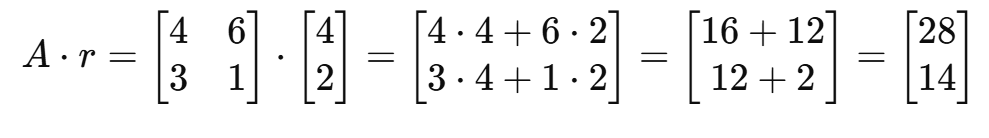 A · r = [4 6; 3 1] · [4; 2] = [4 · 4 + 6 · 2; 3 · 4 + 1 · 2] = [16 + 12; 12 + 2] = [28; 14]